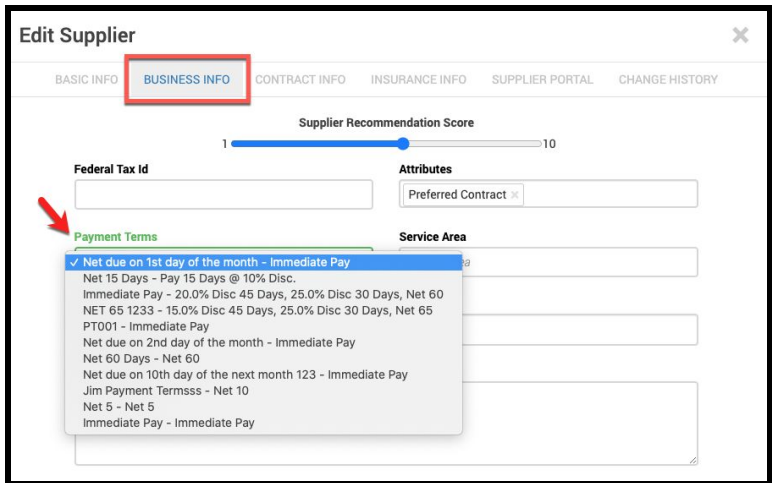 Edit Supplier
BASIC INFO BUSINESS INFO CONTRACT INFO INSURANCE INFO SUPPLIER PORTAL CHANGE HISTORY
Supplier Recommendation Score
1 10
Federal Tax Id Attributes
Preferred Contract ×
Payment Terms Service Area
✓ Net due on 1st day of the month - Immediate Pay
Net 15 Days - Pay 15 Days @ 10% Disc.
Immediate Pay - 20.0% Disc 45 Days, 25.0% Disc 30 Days, Net 60
NET 65 1233 - 15.0% Disc 45 Days, 25.0% Disc 30 Days, Net 65
PT001 - Immediate Pay
Net due on 2nd day of the month - Immediate Pay
Net 60 Days - Net 60
Net due on 10th day of the next month 123 - Immediate Pay
Jim Payment Termsss - Net 10
Net 5 - Net 5
Immediate Pay - Immediate Pay